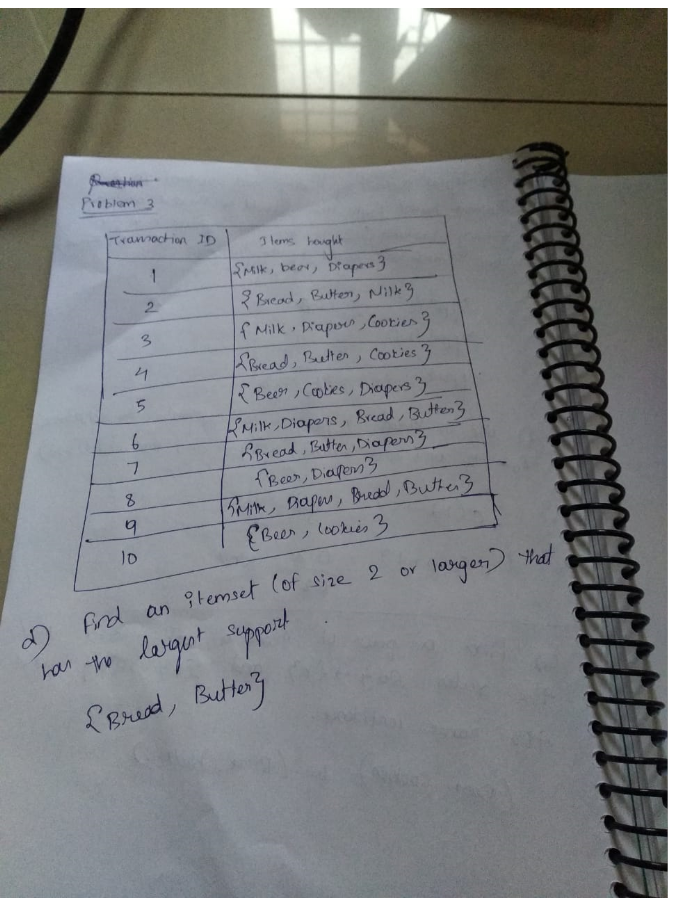 Question
Problem 3
Transaction ID Items bought
1 {Milk, beer, Diapers}
2 {Bread, Butter, Milk}
3 {Milk, Diapers, Cookies}
4 {Bread, Butter, Cookies}
5 {Beer, Cookies, Diapers}
6 {Milk, Diapers, Bread, Butter}
7 {Bread, Butter, Diapers}
8 {Beer, Diapers}
9 {Milk, Diapers, Bread, Butter}
10 {Beer, Cookies}
d) Find an itemset (of size 2 or larger) that
has the largest support.
{Bread, Butter}